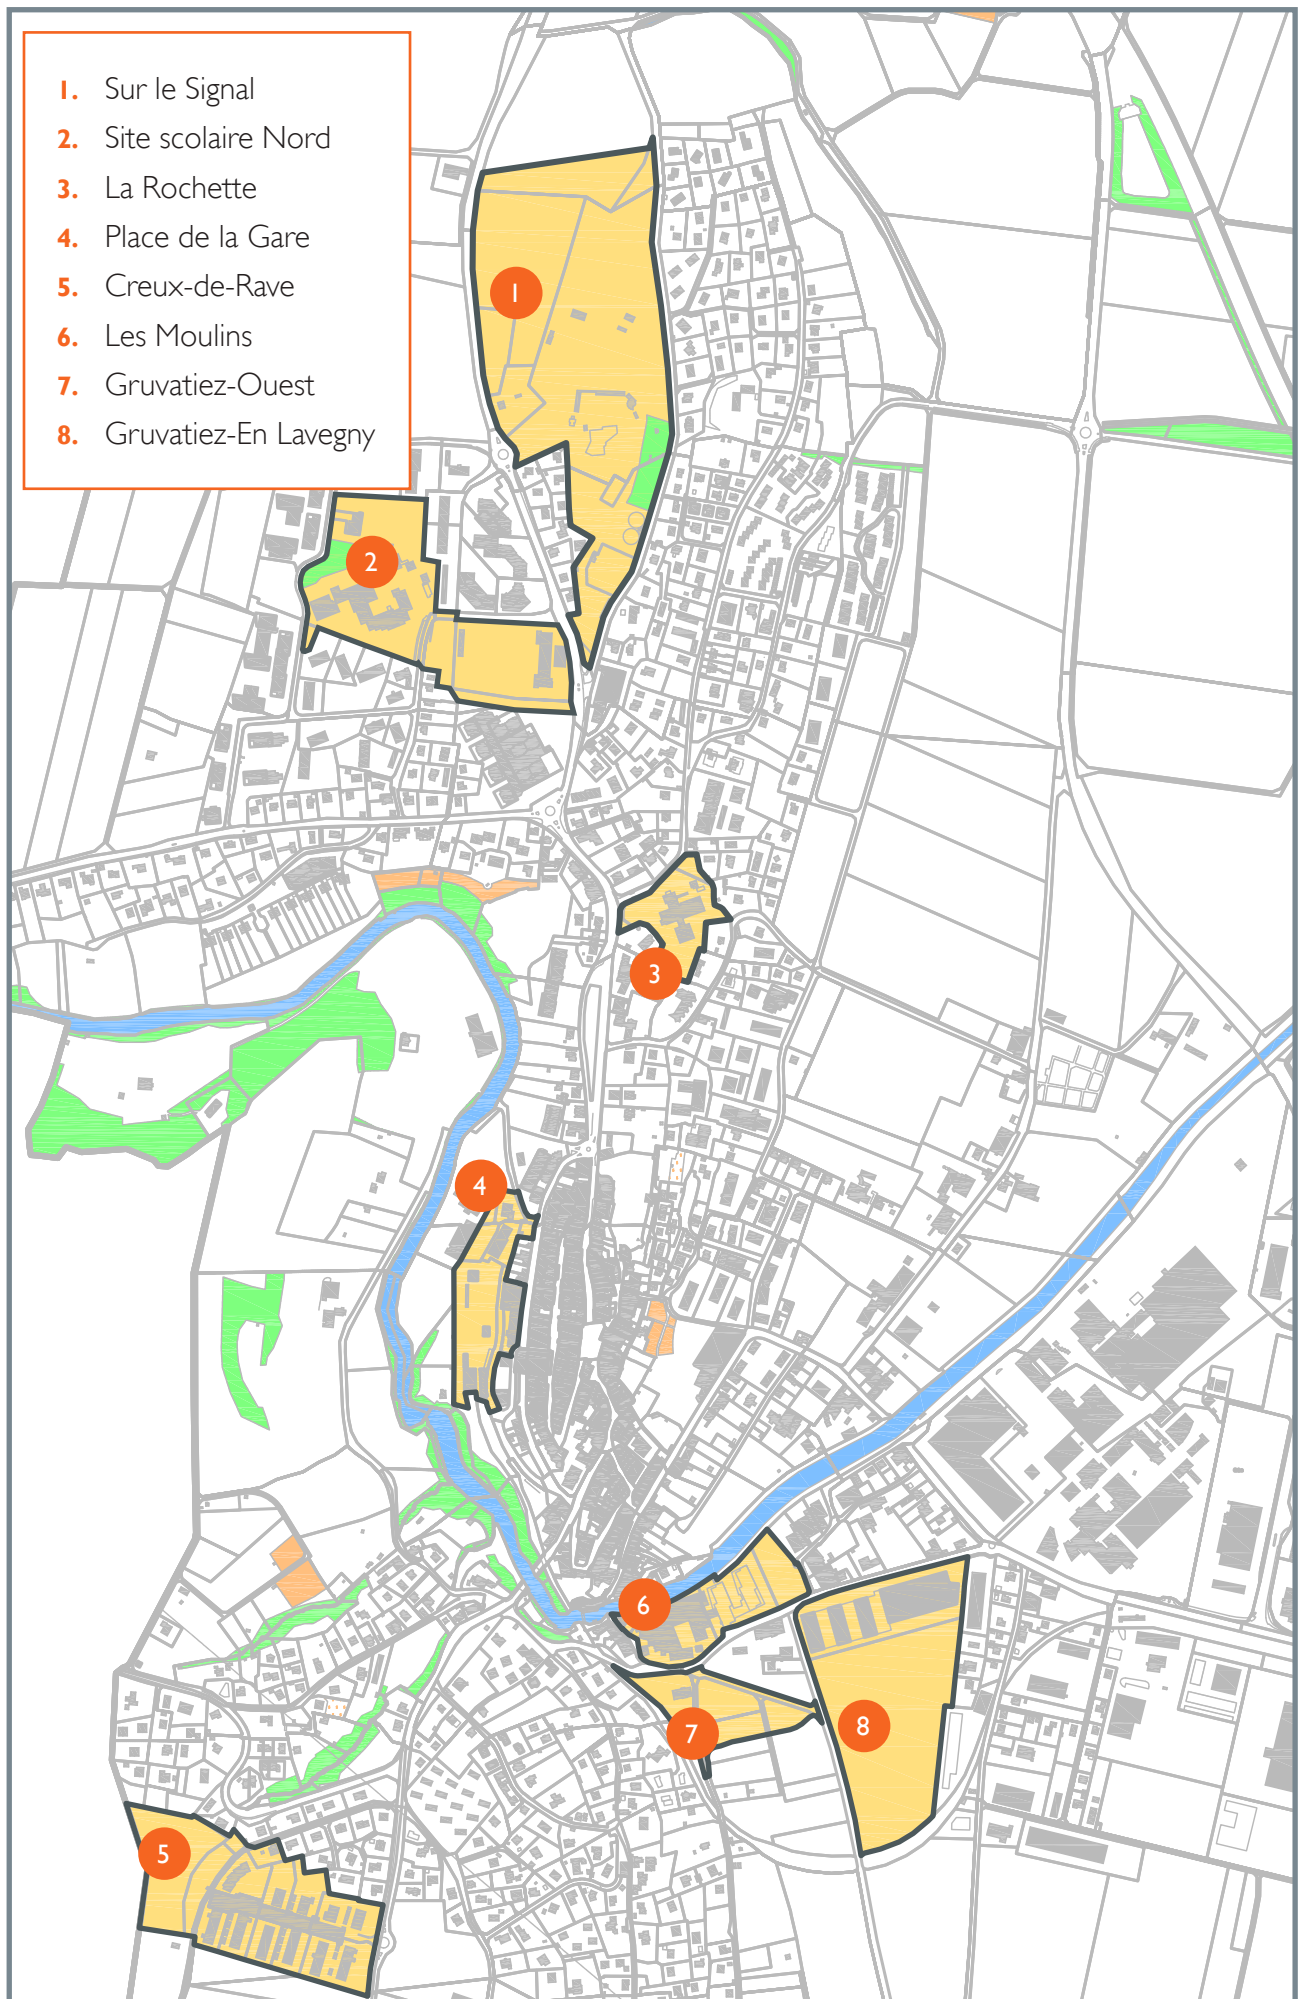 1. Sur le Signal
2. Site scolaire Nord
3. La Rochette
4. Place de la Gare
5. Creux-de-Rave
6. Les Moulins
7. Gruvatiez-Ouest
8. Gruvatiez-En Lavegny
1
2
3
4
6
7
8
5